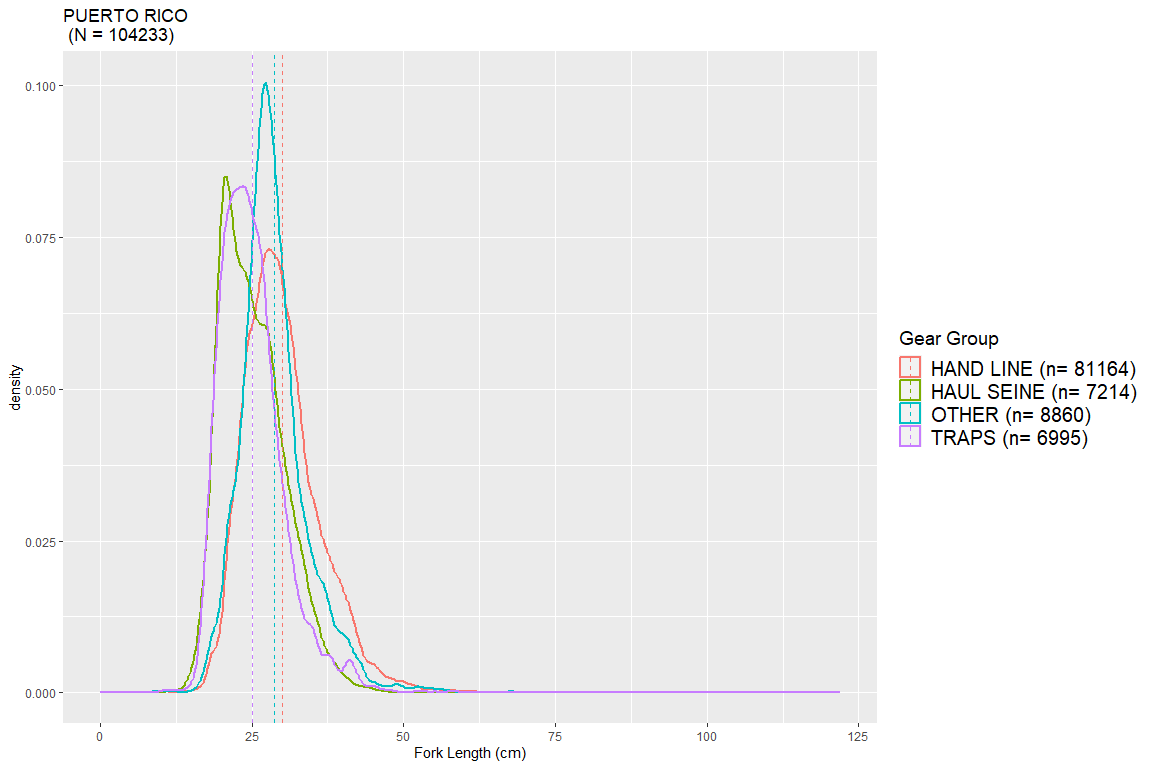 PUERTO RICO
(N = 104233)
0.100
0.075
0.050
0.025
0.000
density
0 25 50 75 100 125
Fork Length (cm)
Gear Group
HAND LINE (n= 81164)
HAUL SEINE (n= 7214)
OTHER (n= 8860)
TRAPS (n= 6995)